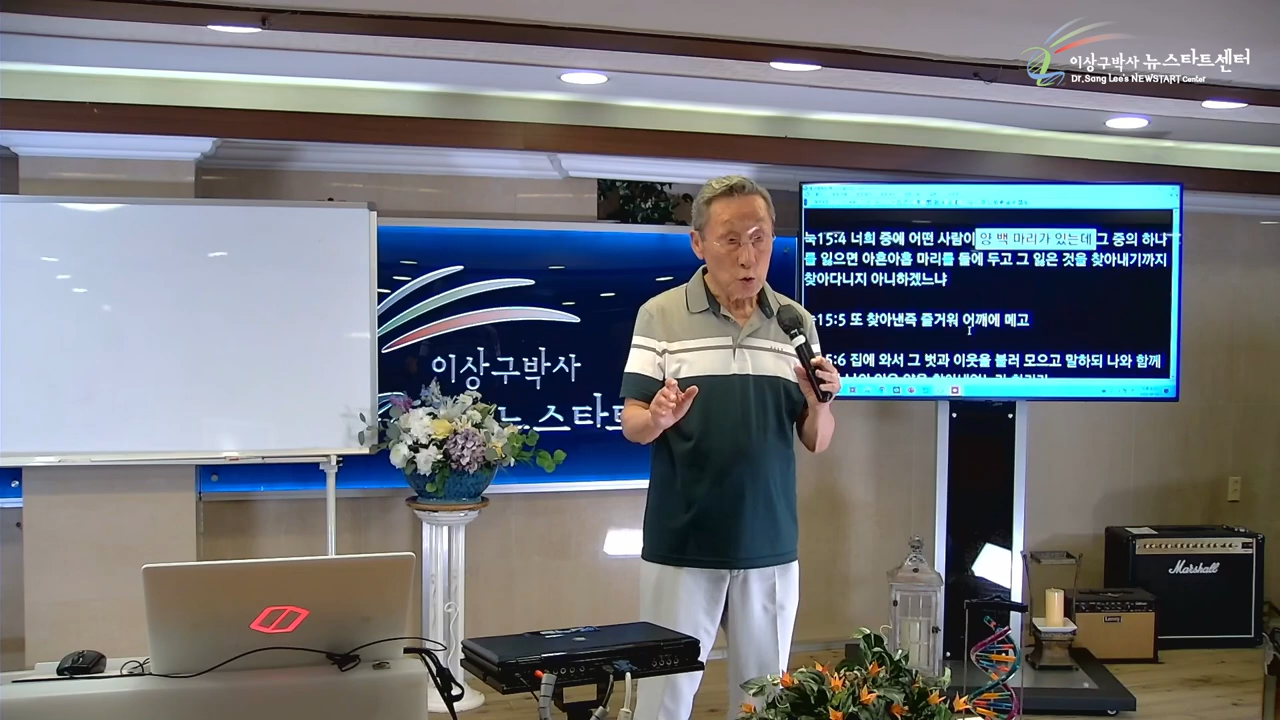 이상구박사 뉴스타트센터
Dr. Sang Lee's NEWSTART Center
눅15:4 너희 중에 어떤 사람이 양 백 마리가 있는데 그 중의 하나
를 잃으면 아흔아홉 마리를 들에 두고 그 잃은 것을 찾아내기까지
찾아다니지 아니하겠느냐
15:5 또 찾아낸즉 즐거워 어깨에 메고
15:6 집에 와서 그 벗과 이웃을 불러 모으고 말하되 나와 함께
이상구박사
뉴스타트
Marshall
Laney